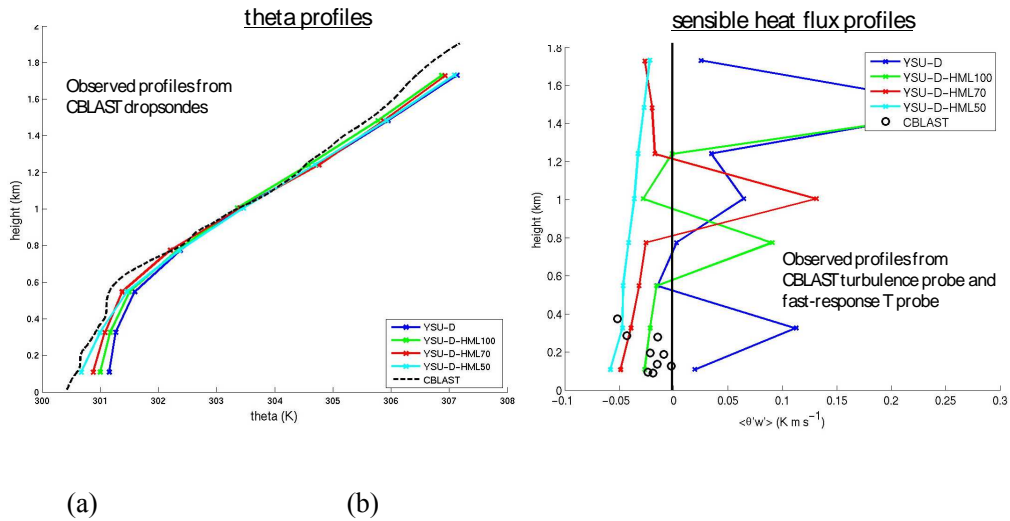 theta profiles
2
1.8
1.6
1.4
1.2
1
0.8
0.6
0.4
0.2
0
height (km)
Observed profiles from
CBLAST dropsondes
YSU-D
YSU-D-HML100
YSU-D-HML70
YSU-D-HML50
CBLAST
300 301 302 303 304 305 306 307 308
theta (K)
sensible heat flux profiles
1.8
1.6
1.4
1.2
1
0.8
0.6
0.4
0.2
0
height (km)
YSU-D
YSU-D-HML100
YSU-D-HML70
YSU-D-HML50
CBLAST
Observed profiles from
CBLAST turbulence probe and
fast-response T probe
−0.1 −0.05 0 0.05 0.1 0.15 0.2 0.25 0.3
<θ'w'> (K m s⁻¹)
(a) (b)